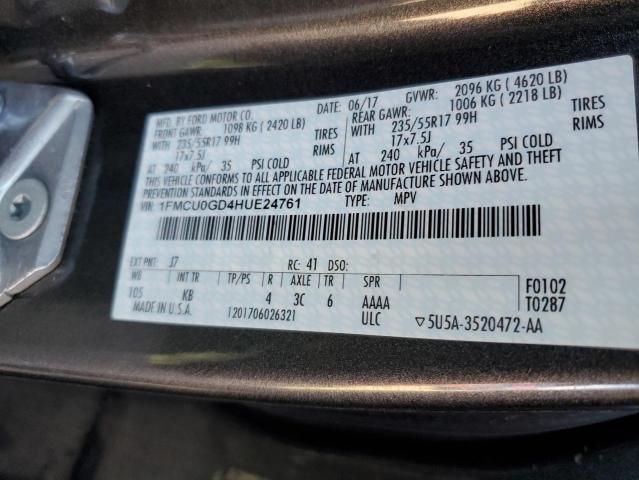 MFD. BY FORD MOTOR CO. DATE: 06/17 GVWR: 2096 KG ( 4620 LB)
FRONT GAWR: 1098 KG ( 2420 LB) REAR GAWR: 1006 KG ( 2218 LB)
WITH 235/55R17 99H TIRES WITH 235/55R17 99H TIRES
17x7.5J RIMS 17x7.5J RIMS
AT 240 kPa/ 35 PSI COLD AT 240 kPa/ 35 PSI COLD
THIS VEHICLE CONFORMS TO ALL APPLICABLE FEDERAL MOTOR VEHICLE SAFETY AND THEFT
PREVENTION STANDARDS IN EFFECT ON THE DATE OF MANUFACTURE SHOWN ABOVE.
VIN: 1FMCU0GD4HUE24761 TYPE: MPV
EXT PNT: J7 RC: 41 DSO:
WB INT TR TP/PS R AXLE TR SPR F0102
105 KB 4 3C 6 AAAA T0287
MADE IN U.S.A. 1201706026321 ULC ▽5U5A-3520472-AA